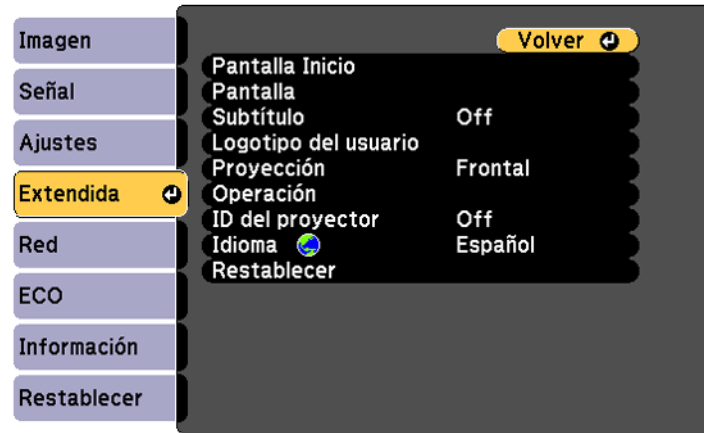 Imagen
Señal
Ajustes
Extendida
Red
ECO
Información
Restablecer
Volver
Pantalla Inicio
Pantalla
Subtítulo Off
Logotipo del usuario
Proyección Frontal
Operación
ID del proyector Off
Idioma Español
Restablecer